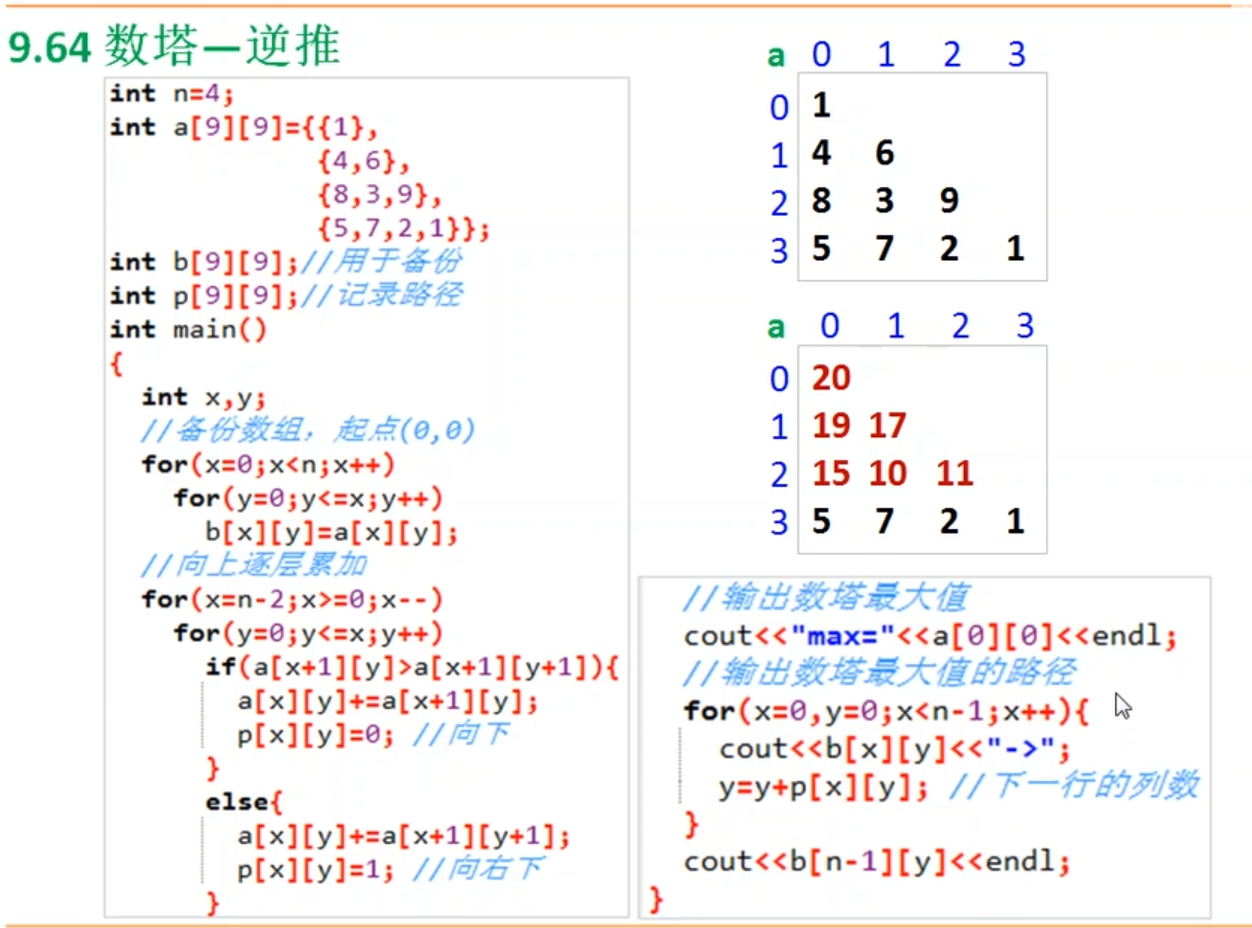 9.64 数塔—逆推
int n=4;
int a[9][9]={{1},
{4,6},
{8,3,9},
{5,7,2,1}};
int b[9][9];//用于备份
int p[9][9];//记录路径
int main()
{
int x,y;
//备份数组，起点(0,0)
for(x=0;x<n;x++)
for(y=0;y<=x;y++)
b[x][y]=a[x][y];
//向上逐层累加
for(x=n-2;x>=0;x--)
for(y=0;y<=x;y++)
if(a[x+1][y]>a[x+1][y+1]){
a[x][y]+=a[x+1][y];
p[x][y]=0; //向下
}
else{
a[x][y]+=a[x+1][y+1];
p[x][y]=1; //向右下
}
a 0 1 2 3
0 1
1 4 6
2 8 3 9
3 5 7 2 1
a 0 1 2 3
0 20
1 19 17
2 15 10 11
3 5 7 2 1
//输出数塔最大值
cout<<"max="<<a[0][0]<<endl;
//输出数塔最大值的路径
for(x=0,y=0;x<n-1;x++){
cout<<b[x][y]<<"->";
y=y+p[x][y]; //下一行的列数
}
cout<<b[n-1][y]<<endl;
}